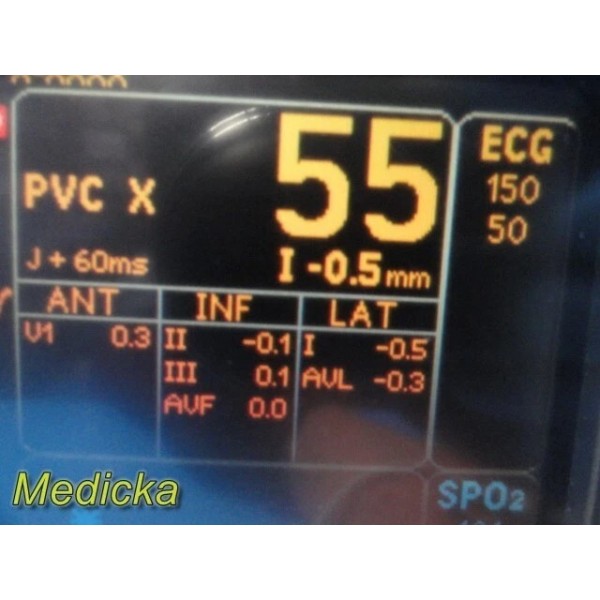 55
ECG
150
50
PVC X
J + 60ms
I -0.5 mm
ANT INF LAT
V1 0.3 II -0.1 I -0.5
III 0.1 AVL -0.3
AVF 0.0
Medicka
SPO2